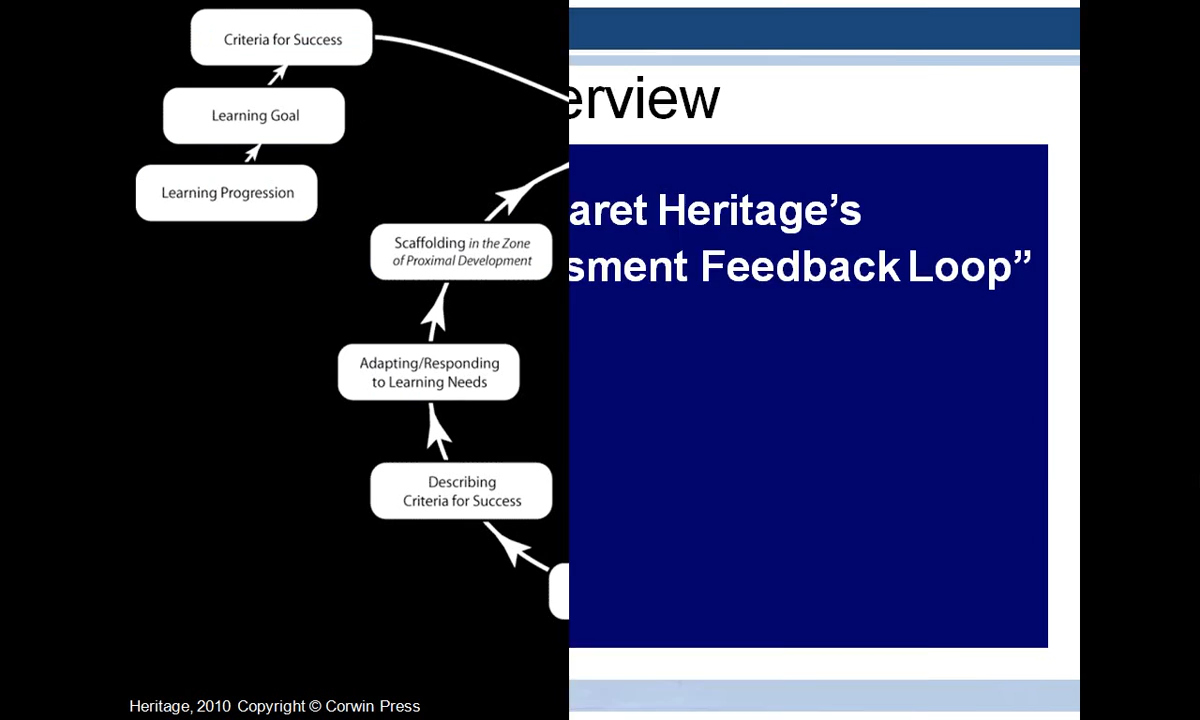 Criteria for Success
Learning Goal
Learning Progression
Scaffolding in the Zone
of Proximal Development
Adapting/Responding
to Learning Needs
Describing
Criteria for Success
Heritage, 2010 Copyright © Corwin Press
erview
aret Heritage’s
sment Feedback Loop”